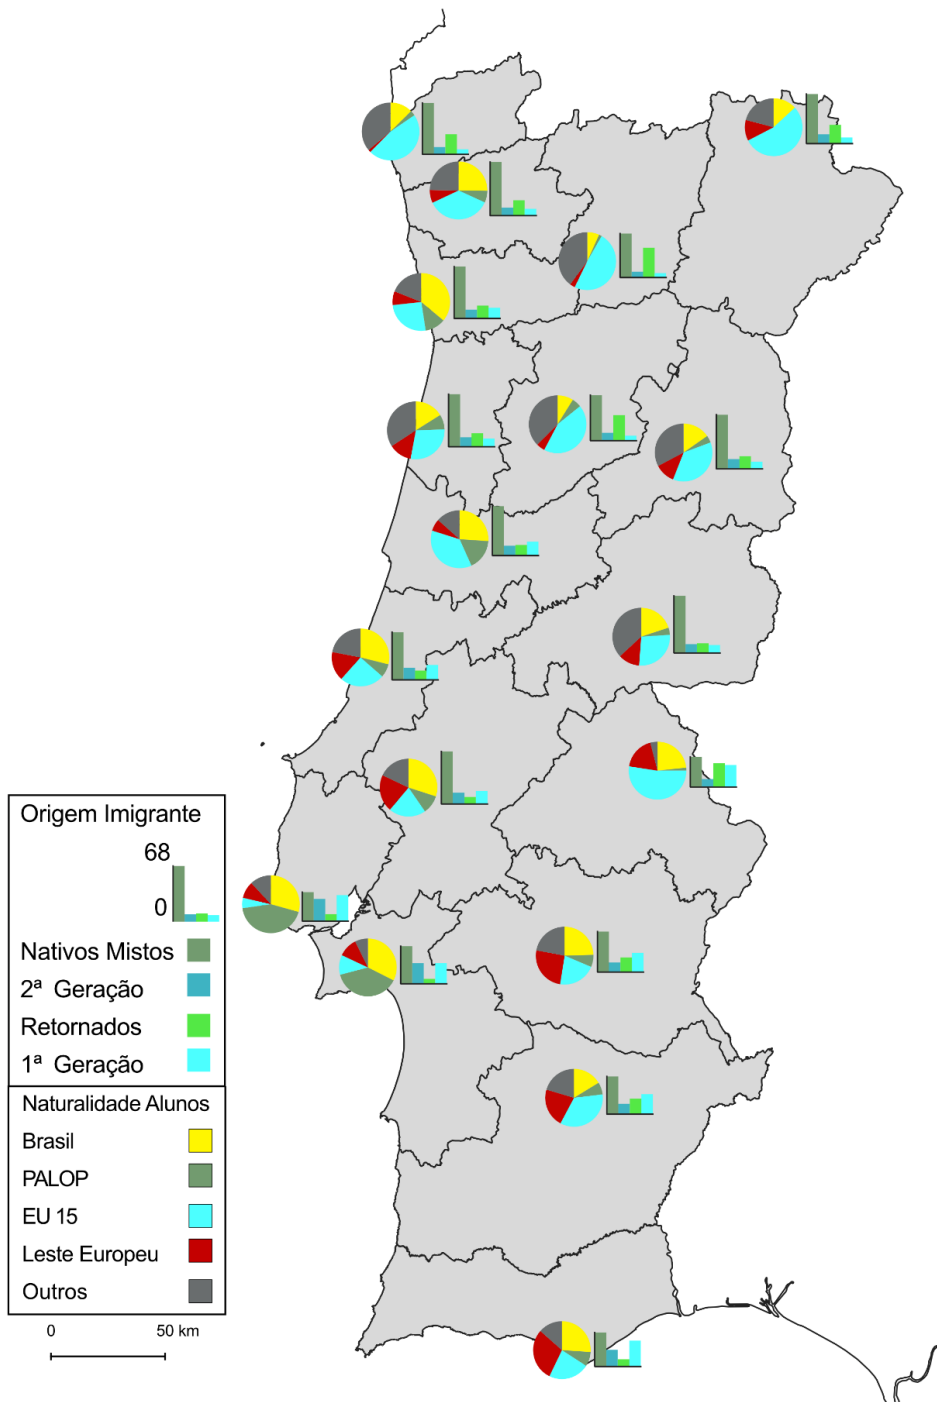 Origem Imigrante
68
0
Nativos Mistos
2ª Geração
Retornados
1ª Geração
Naturalidade Alunos
Brasil
PALOP
EU 15
Leste Europeu
Outros
0 50 km